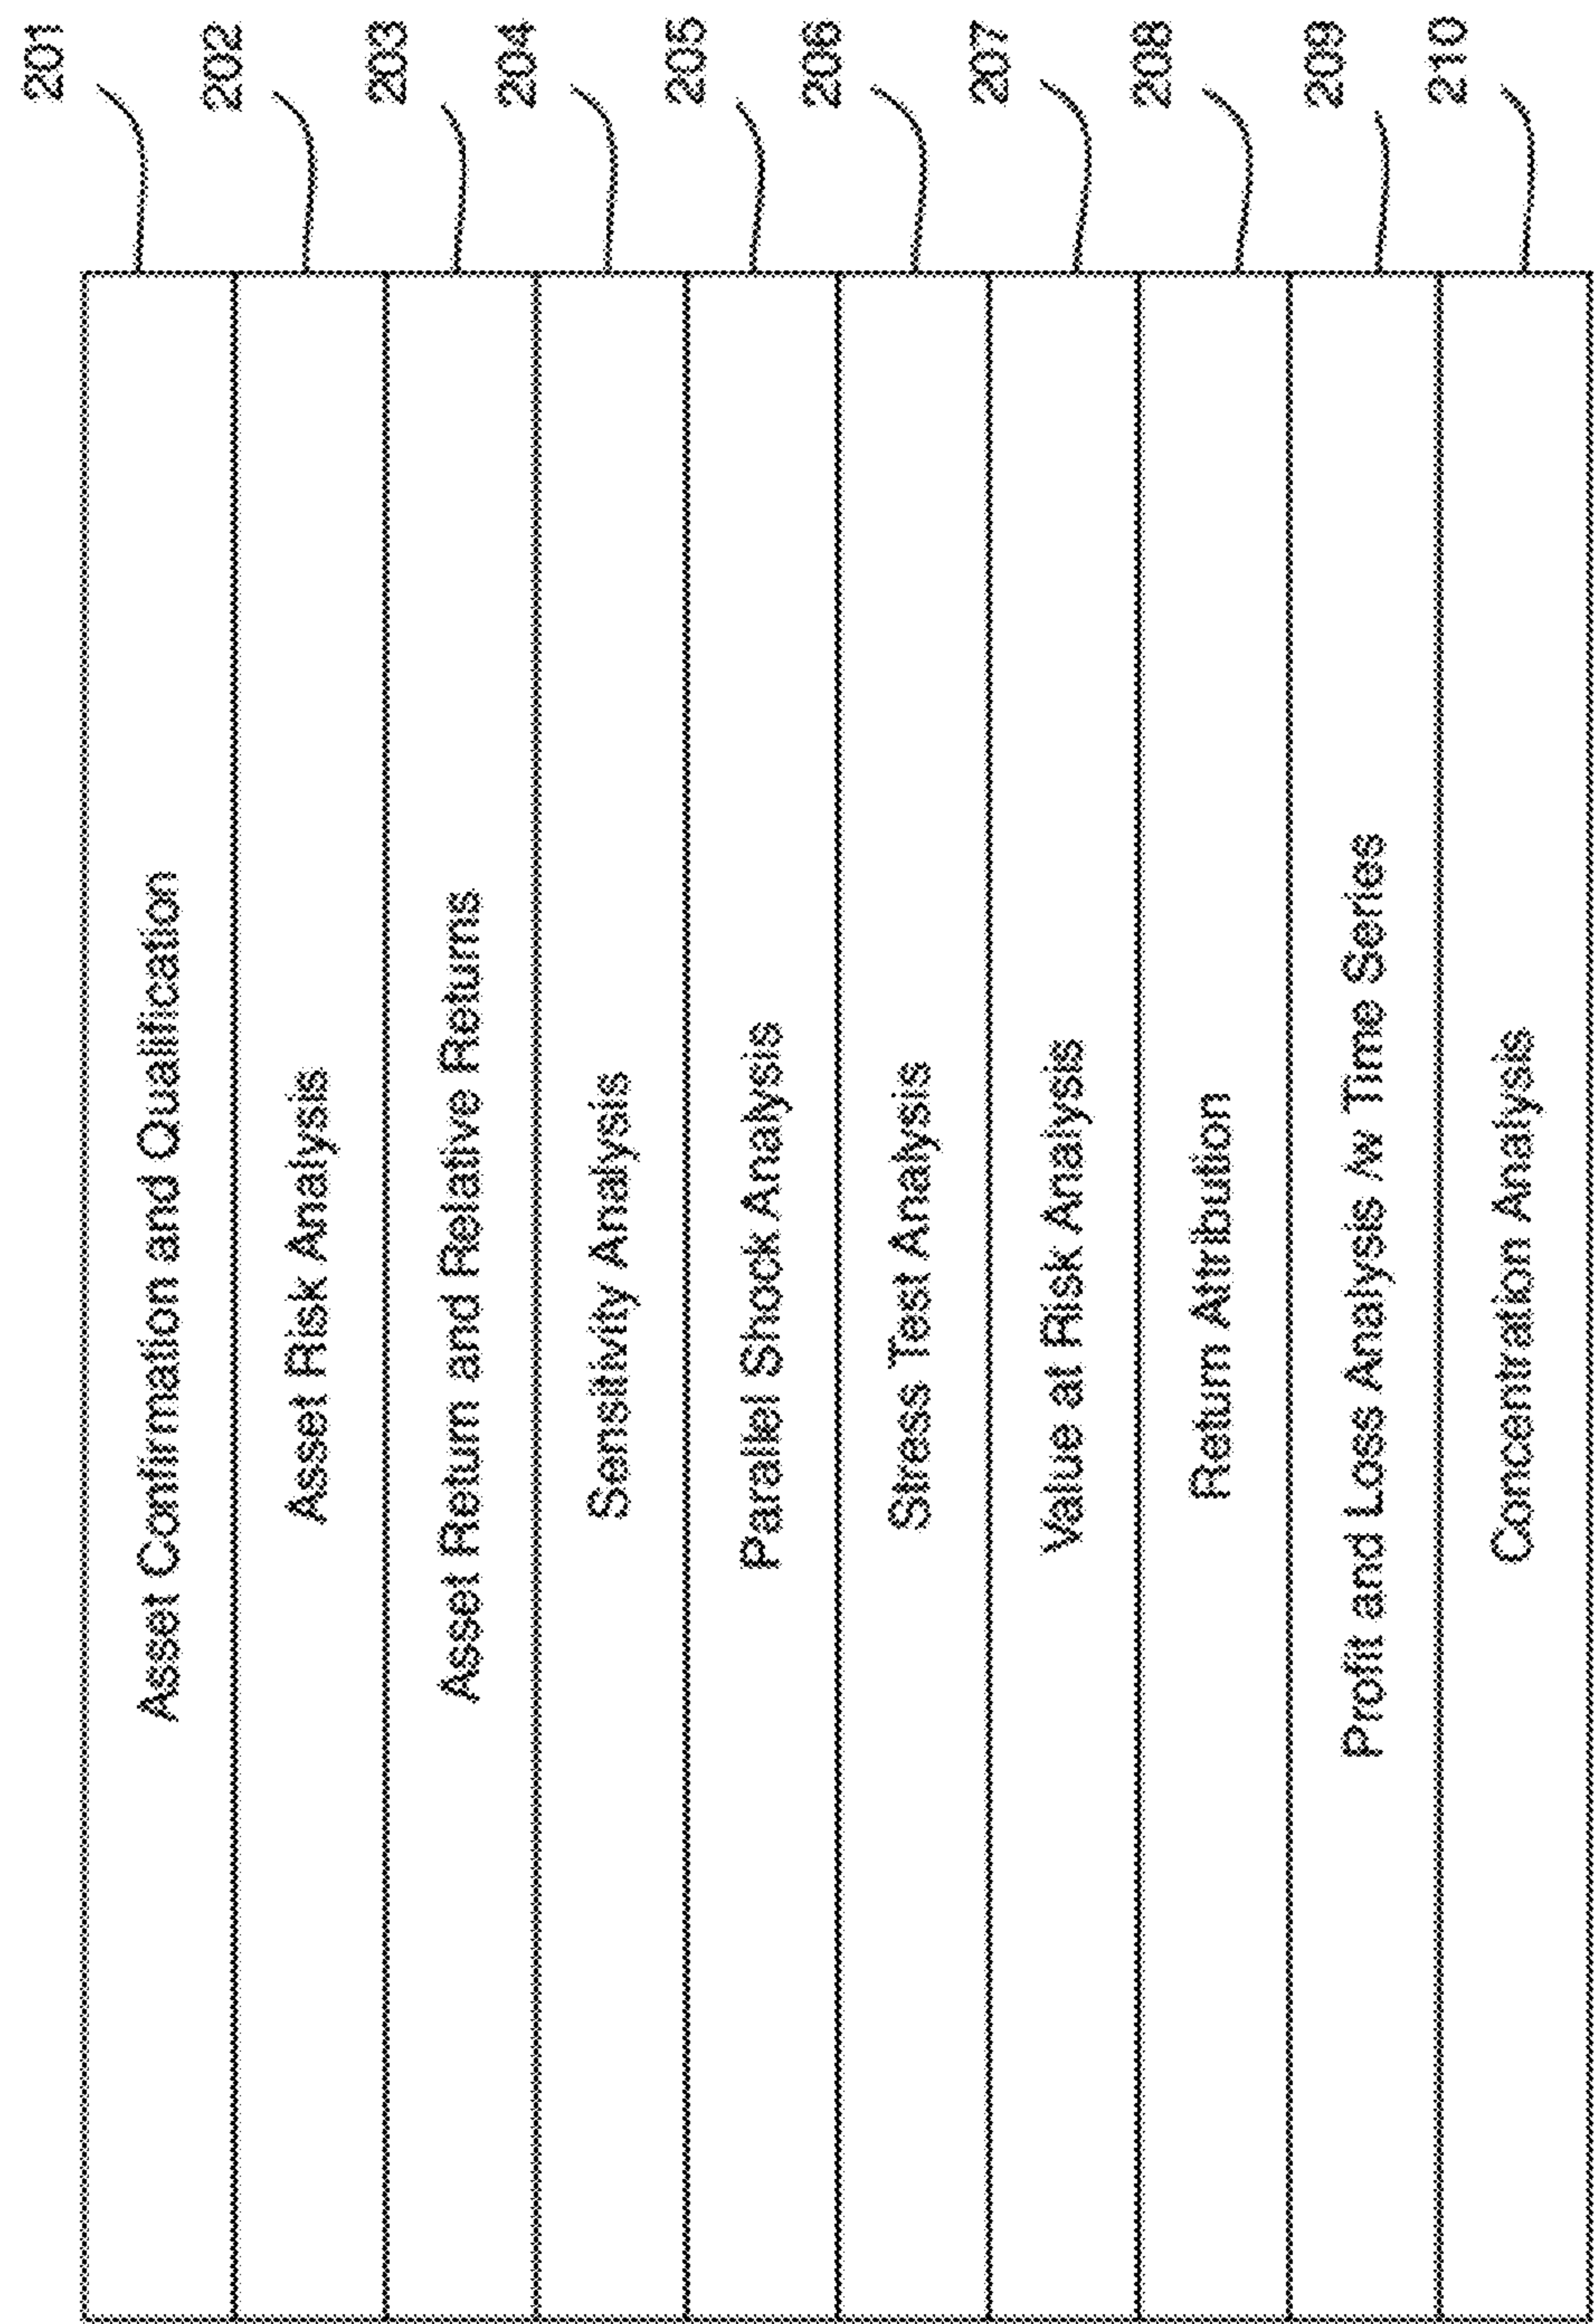 Asset Confirmation and Qualification 201
Asset Risk Analysis 202
Asset Return and Relative Returns 203
Sensitivity Analysis 204
Parallel Shock Analysis 205
Stress Test Analysis 206
Value at Risk Analysis 207
Return Attribution 208
Profit and Loss Analysis /w Time Series 209
Concentration Analysis 210